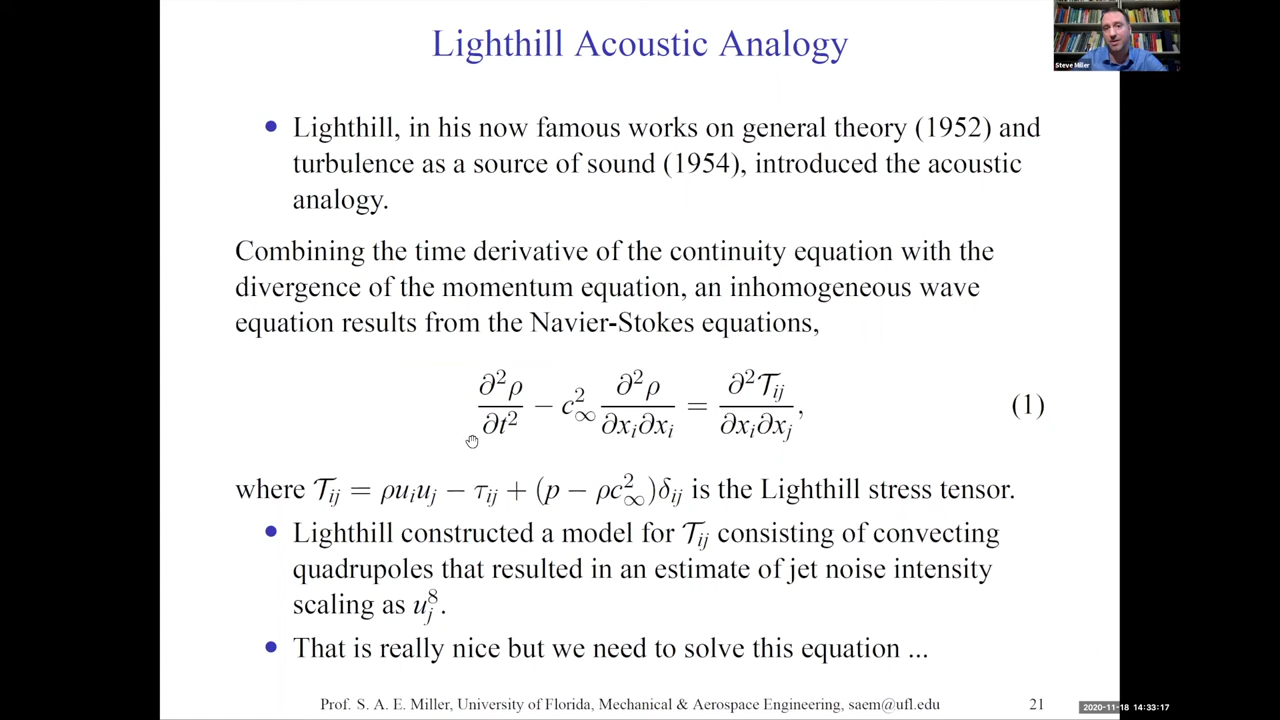 Lighthill Acoustic Analogy
Steve Miller
• Lighthill, in his now famous works on general theory (1952) and
turbulence as a source of sound (1954), introduced the acoustic
analogy.
Combining the time derivative of the continuity equation with the
divergence of the momentum equation, an inhomogeneous wave
equation results from the Navier-Stokes equations,
∂²ρ/∂t² − c∞² ∂²ρ/∂xᵢ∂xᵢ = ∂²𝒯ᵢⱼ/∂xᵢ∂xⱼ, (1)
where 𝒯ᵢⱼ = ρuᵢuⱼ − τᵢⱼ + (p − ρc∞²)δᵢⱼ is the Lighthill stress tensor.
• Lighthill constructed a model for 𝒯ᵢⱼ consisting of convecting
quadrupoles that resulted in an estimate of jet noise intensity
scaling as uⱼ⁸.
• That is really nice but we need to solve this equation ...
Prof. S. A. E. Miller, University of Florida, Mechanical & Aerospace Engineering, saem@ufl.edu 21
2020-11-18 14:33:17